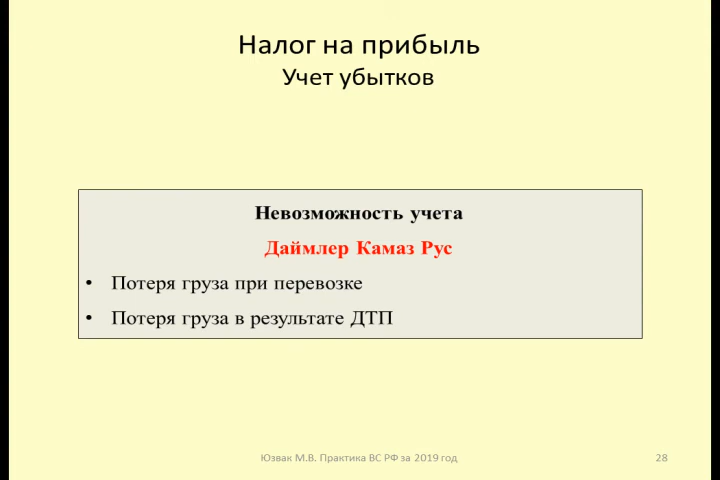 Налог на прибыль
Учет убытков
Невозможность учета
Даймлер Камаз Рус
• Потеря груза при перевозке
• Потеря груза в результате ДТП
Юзвак М.В. Практика ВС РФ за 2019 год
28